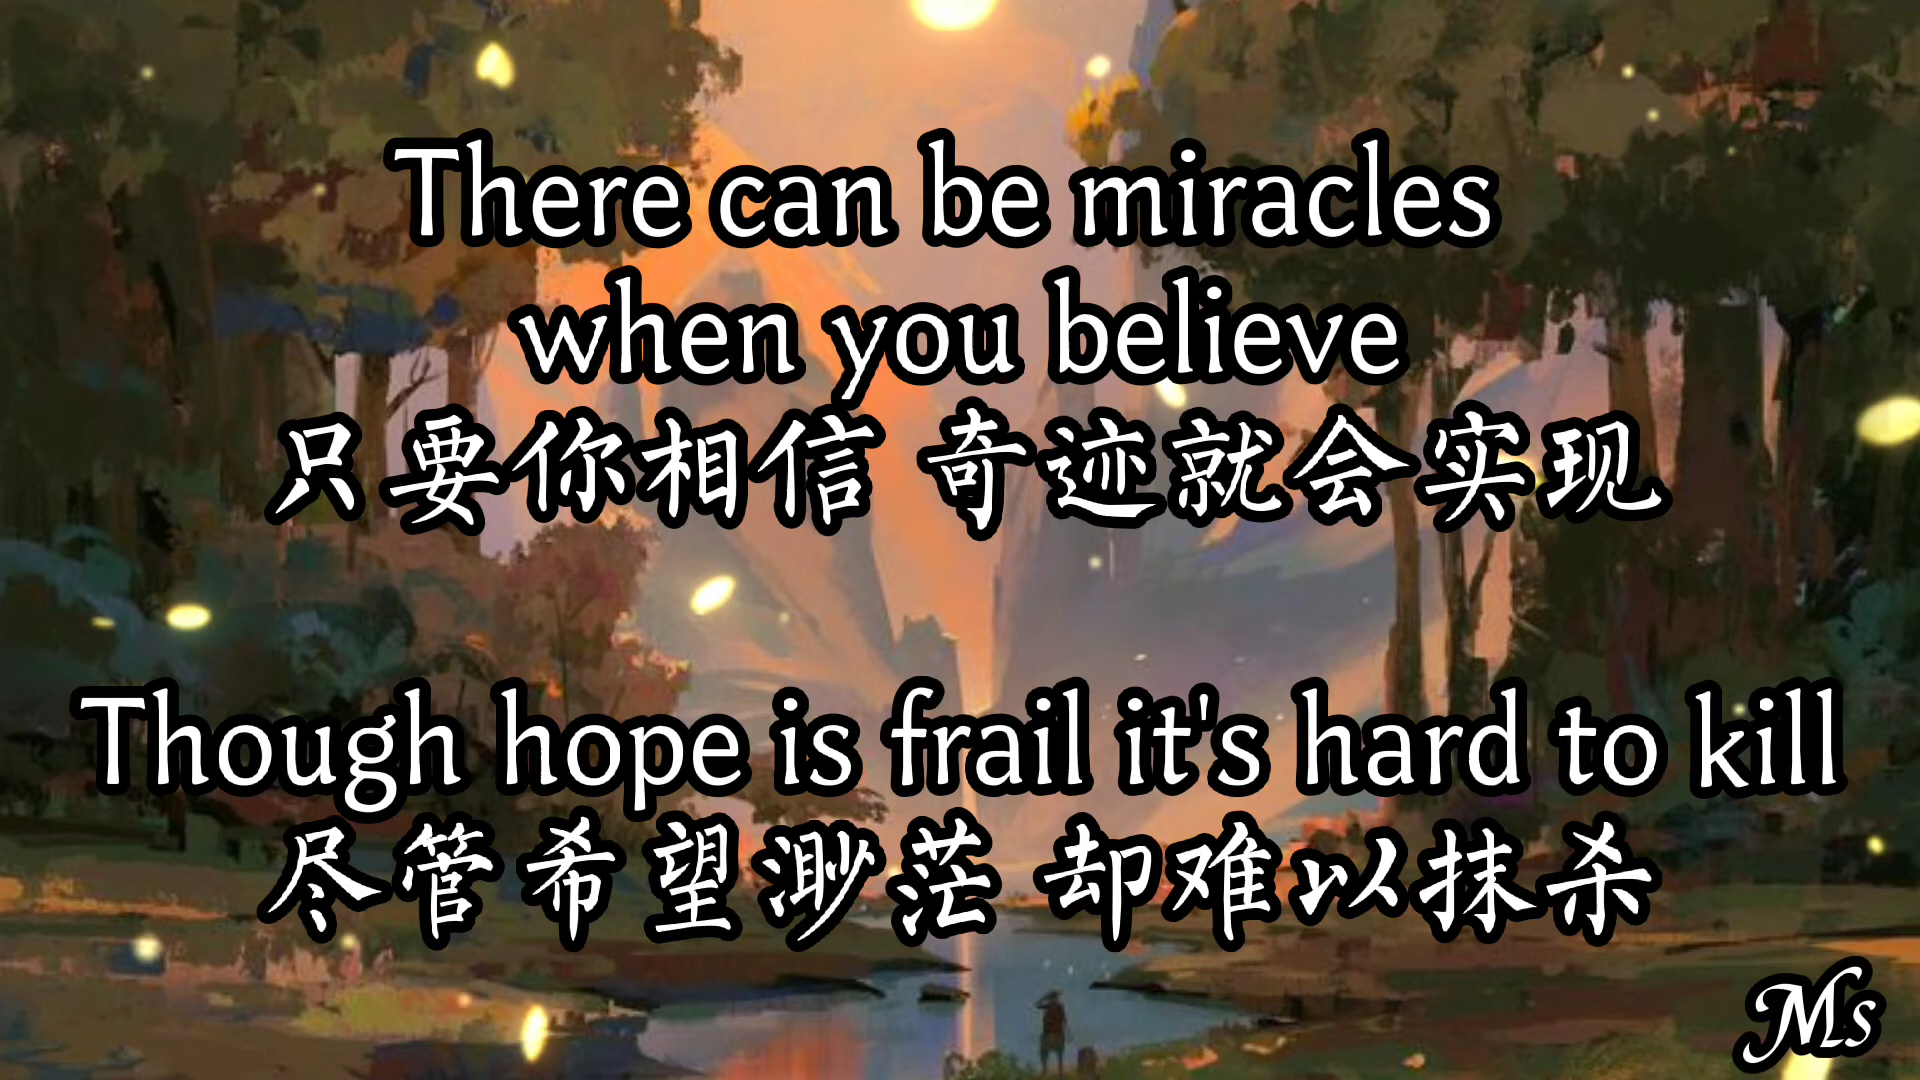 There can be miracles
when you believe
只要你相信 奇迹就会实现
Though hope is frail it's hard to kill
尽管希望渺茫 却难以抹杀
Ms